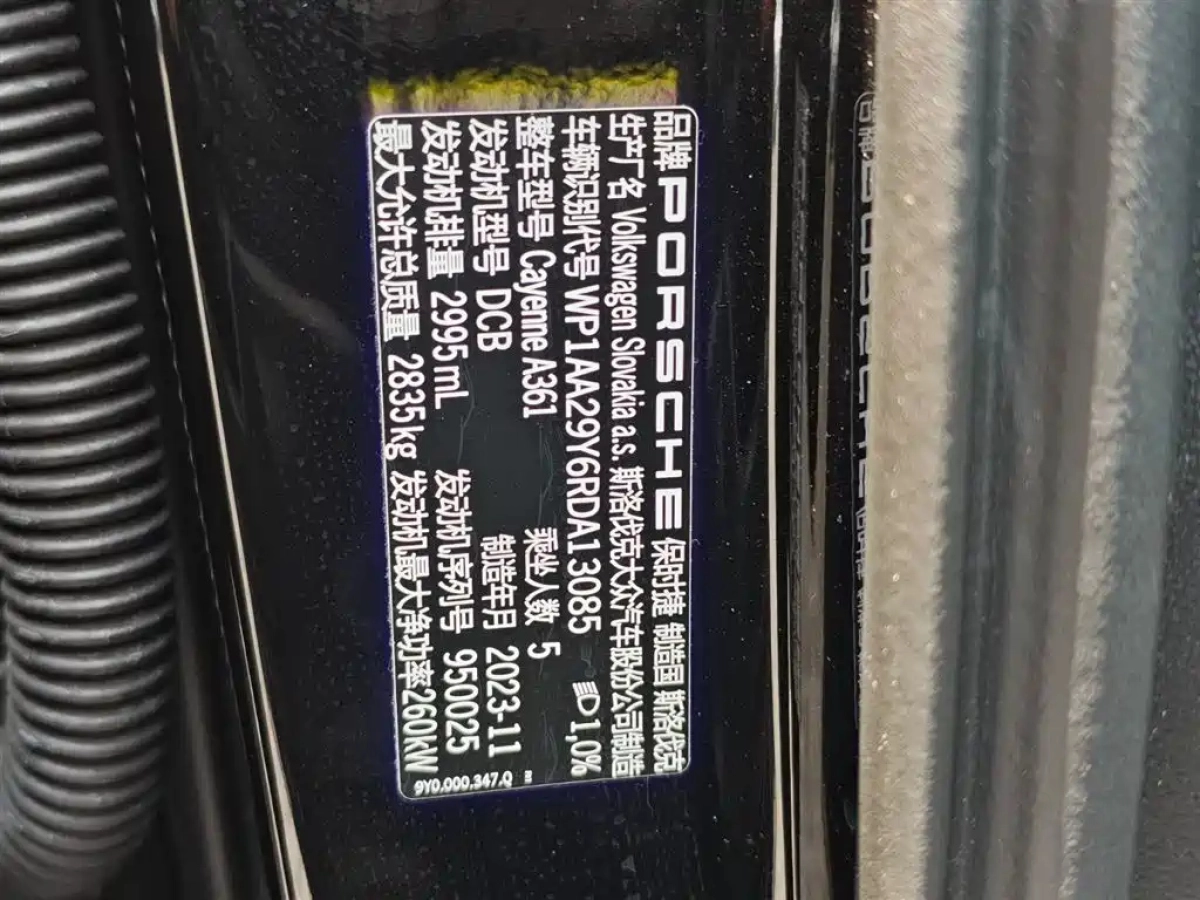 品牌 PORSCHE 保时捷 制造国 斯洛伐克
生产厂名 Volkswagen Slovakia a.s. 斯洛伐克大众汽车股份公司制造
车辆识别代号 WP1AA29Y6RDA13085 1,0%
整车型号 Cayenne A361 乘坐人数 5
发动机型号 DCB 制造年月 2023-11
发动机排量 2995mL 发动机序列号 950025
最大允许总质量 2835kg 发动机最大净功率260kW
9Y0.000.347.Q